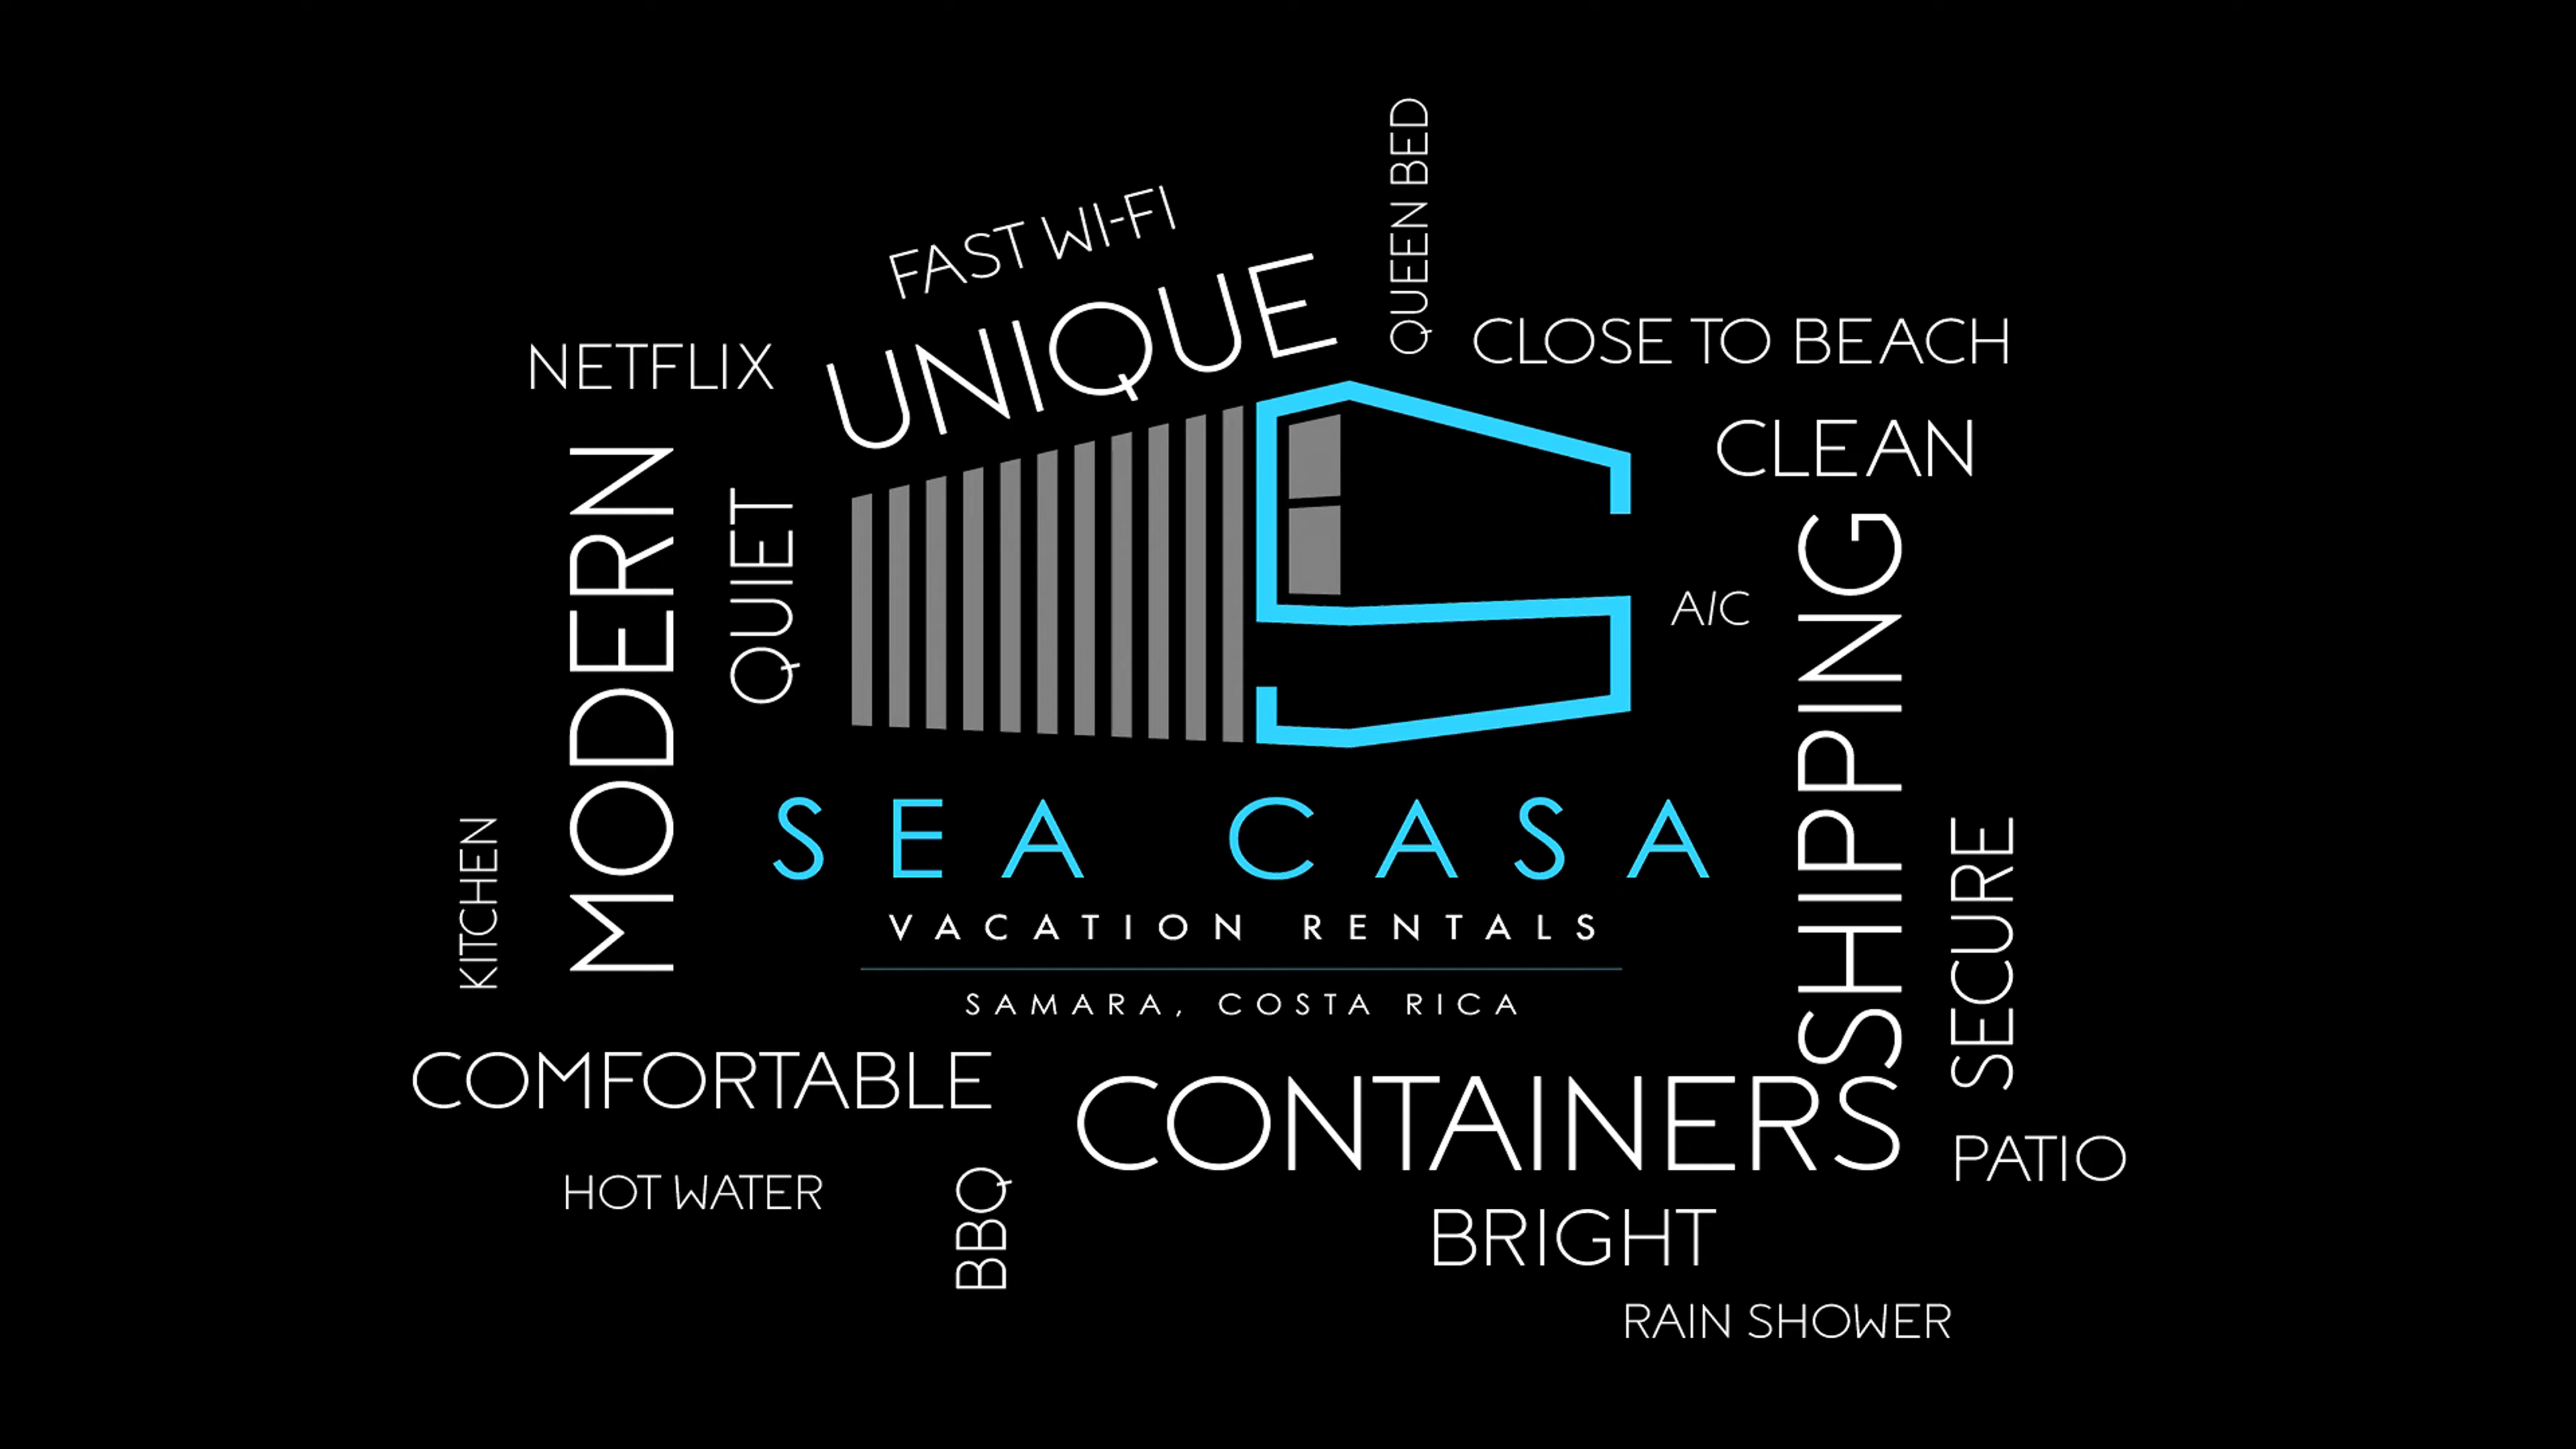 QUEEN BED
FAST WI-FI
UNIQUE
NETFLIX
CLOSE TO BEACH
CLEAN
MODERN
QUIET
A/C
SHIPPING
SEA CASA
VACATION RENTALS
SAMARA, COSTA RICA
KITCHEN
SECURE
COMFORTABLE
CONTAINERS
PATIO
HOT WATER
BBQ
BRIGHT
RAIN SHOWER